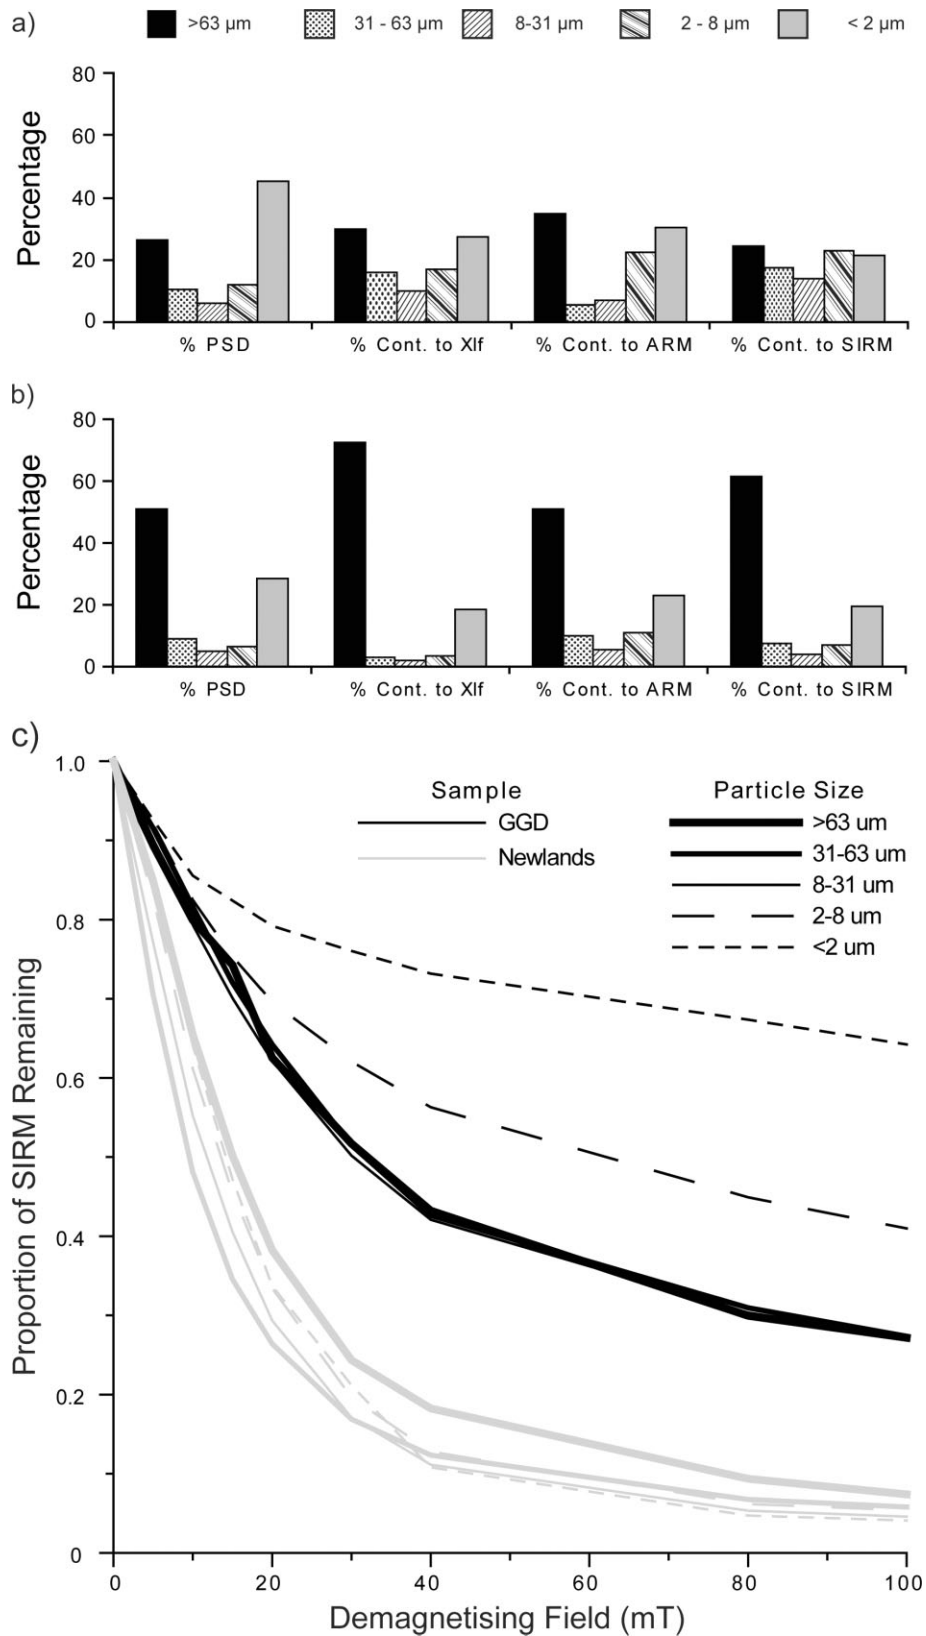 a) >63 µm 31 - 63 µm 8-31 µm 2 - 8 µm < 2 µm
80
60
40
20
0
Percentage
% PSD % Cont. to Xlf % Cont. to ARM % Cont. to SIRM
b)
80
60
40
20
0
Percentage
% PSD % Cont. to Xlf % Cont. to ARM % Cont. to SIRM
c)
1.0
0.8
0.6
0.4
0.2
0
Proportion of SIRM Remaining
Sample
GGD
Newlands
Particle Size
>63 um
31-63 um
8-31 um
2-8 um
<2 um
0 20 40 60 80 100
Demagnetising Field (mT)